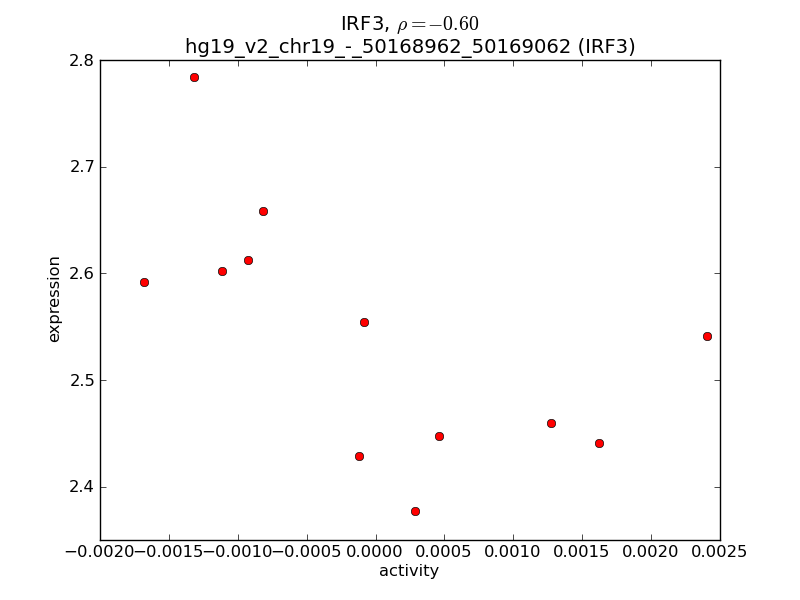 IRF3, ρ = −0.60
hg19_v2_chr19_-_50168962_50169062 (IRF3)
2.8
2.7
2.6
2.5
2.4
expression
−0.0020 −0.0015 −0.0010 −0.0005 0.0000 0.0005 0.0010 0.0015 0.0020 0.0025
activity